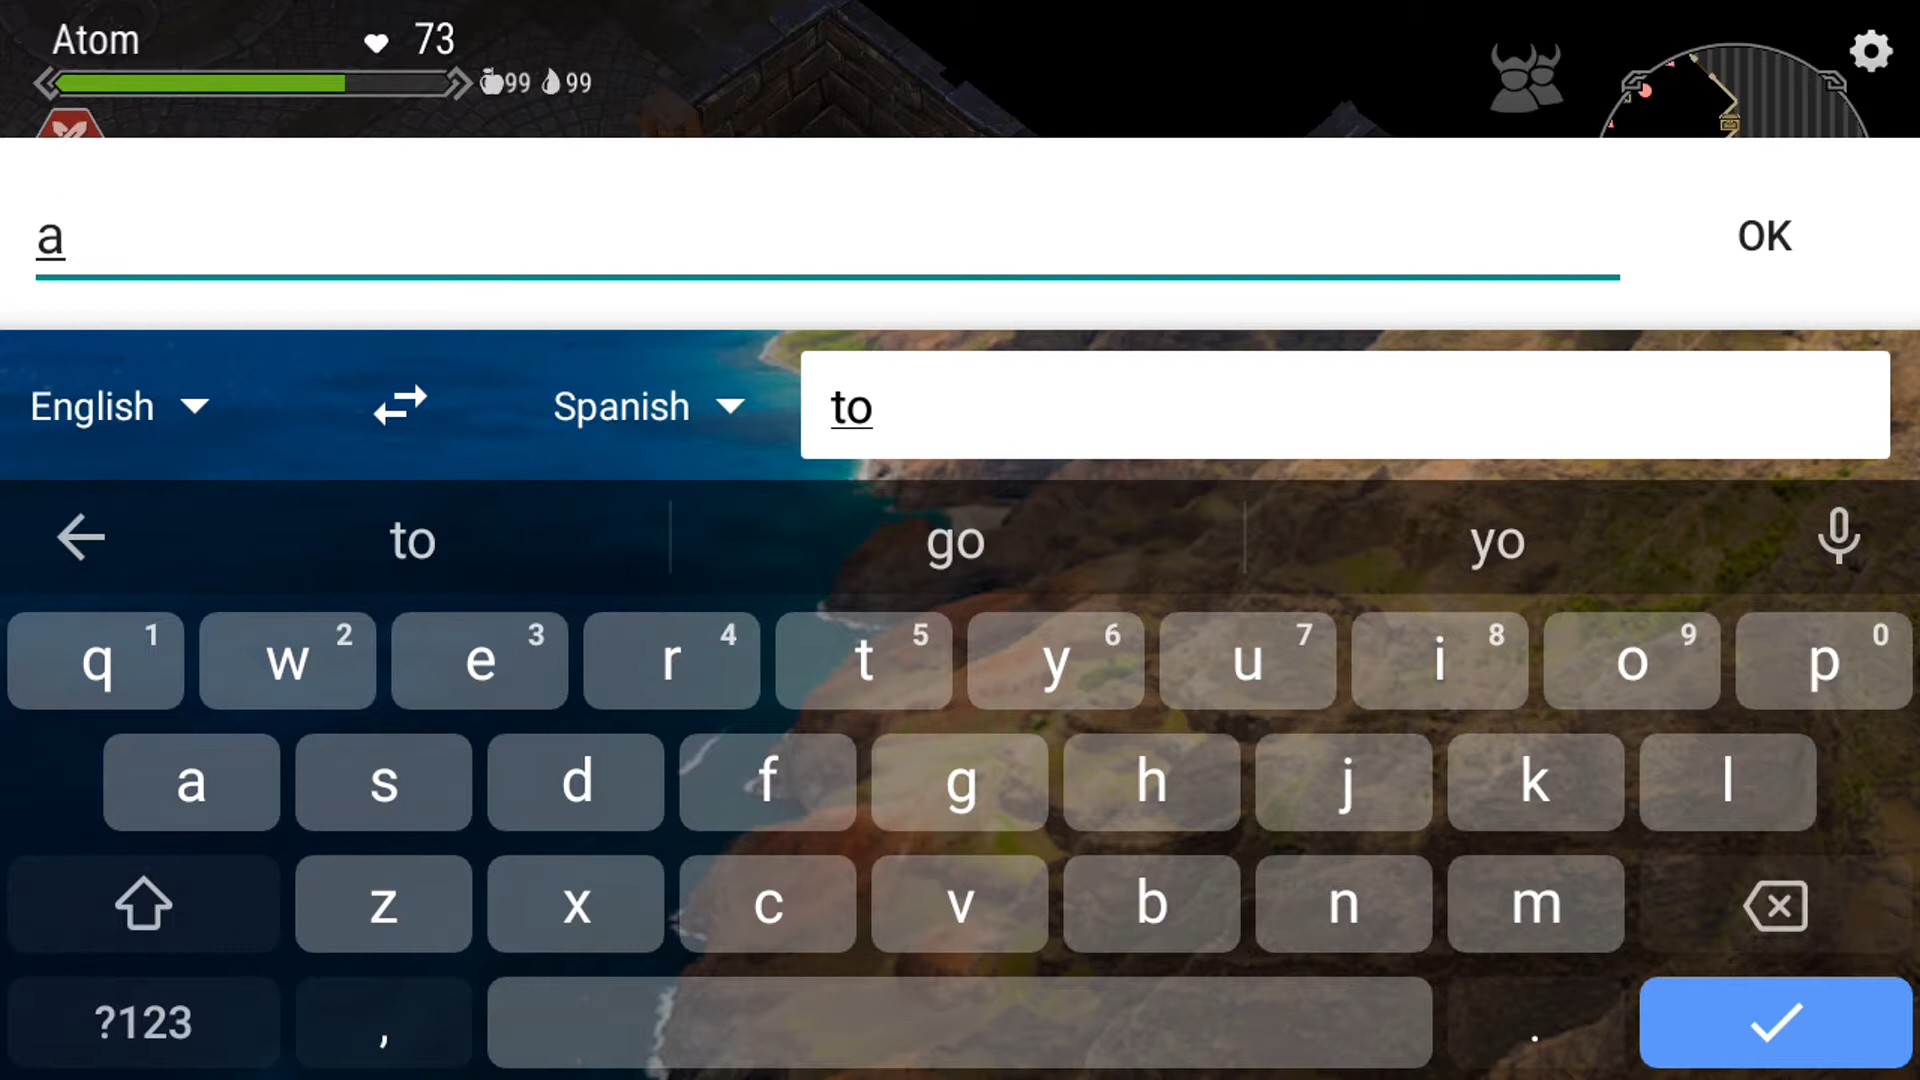 Atom 73
99 99
a OK
English Spanish to
to go yo
q 1 w 2 e 3 r 4 t 5 y 6 u 7 i 8 o 9 p 0
a s d f g h j k l
z x c v b n m
?123 , .